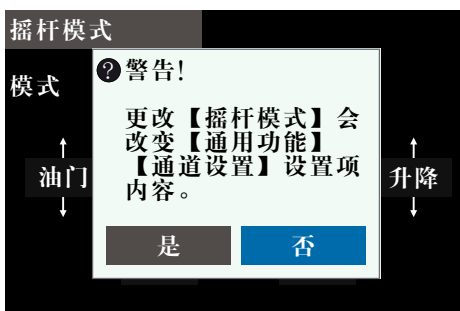 摇杆模式
模式
警告!
更改【摇杆模式】会
改变【通用功能】
【通道设置】设置项
内容。
油门
升降
是
否